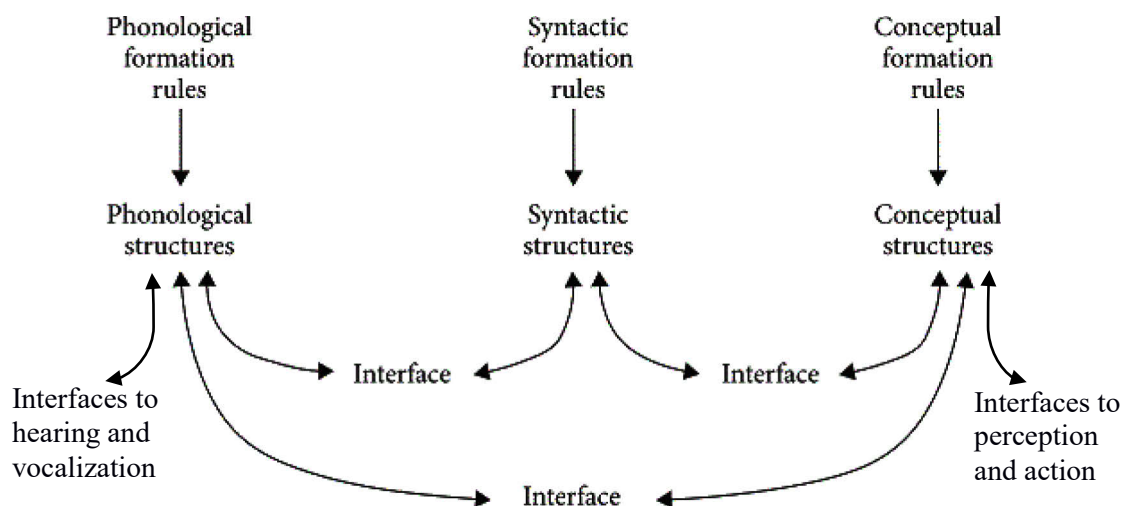 Phonological
formation
rules
Syntactic
formation
rules
Conceptual
formation
rules
Phonological
structures
Syntactic
structures
Conceptual
structures
Interface
Interface
Interfaces to
hearing and
vocalization
Interfaces to
perception
and action
Interface